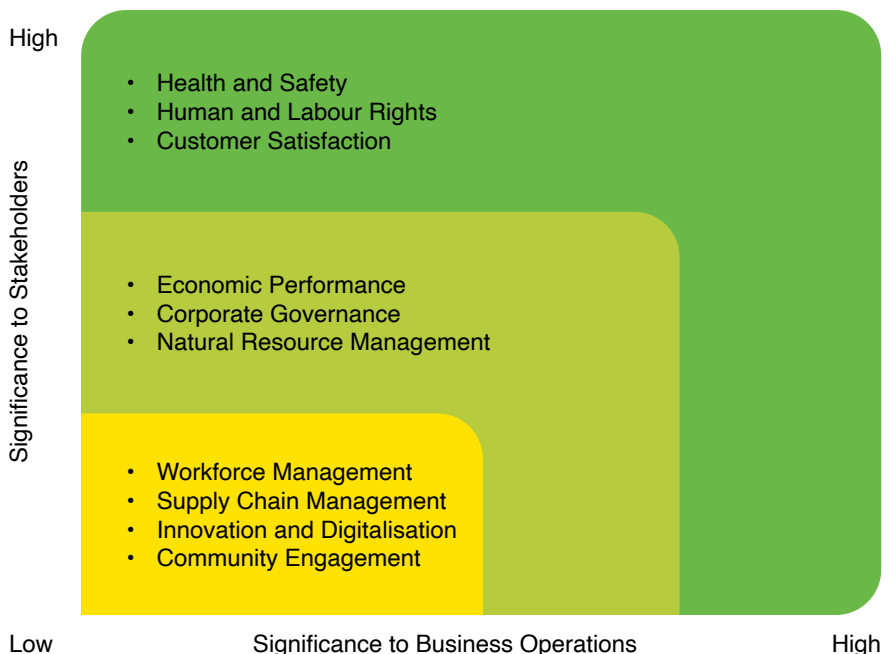 High
• Health and Safety
• Human and Labour Rights
• Customer Satisfaction
Significance to Stakeholders
• Economic Performance
• Corporate Governance
• Natural Resource Management
• Workforce Management
• Supply Chain Management
• Innovation and Digitalisation
• Community Engagement
Low Significance to Business Operations High